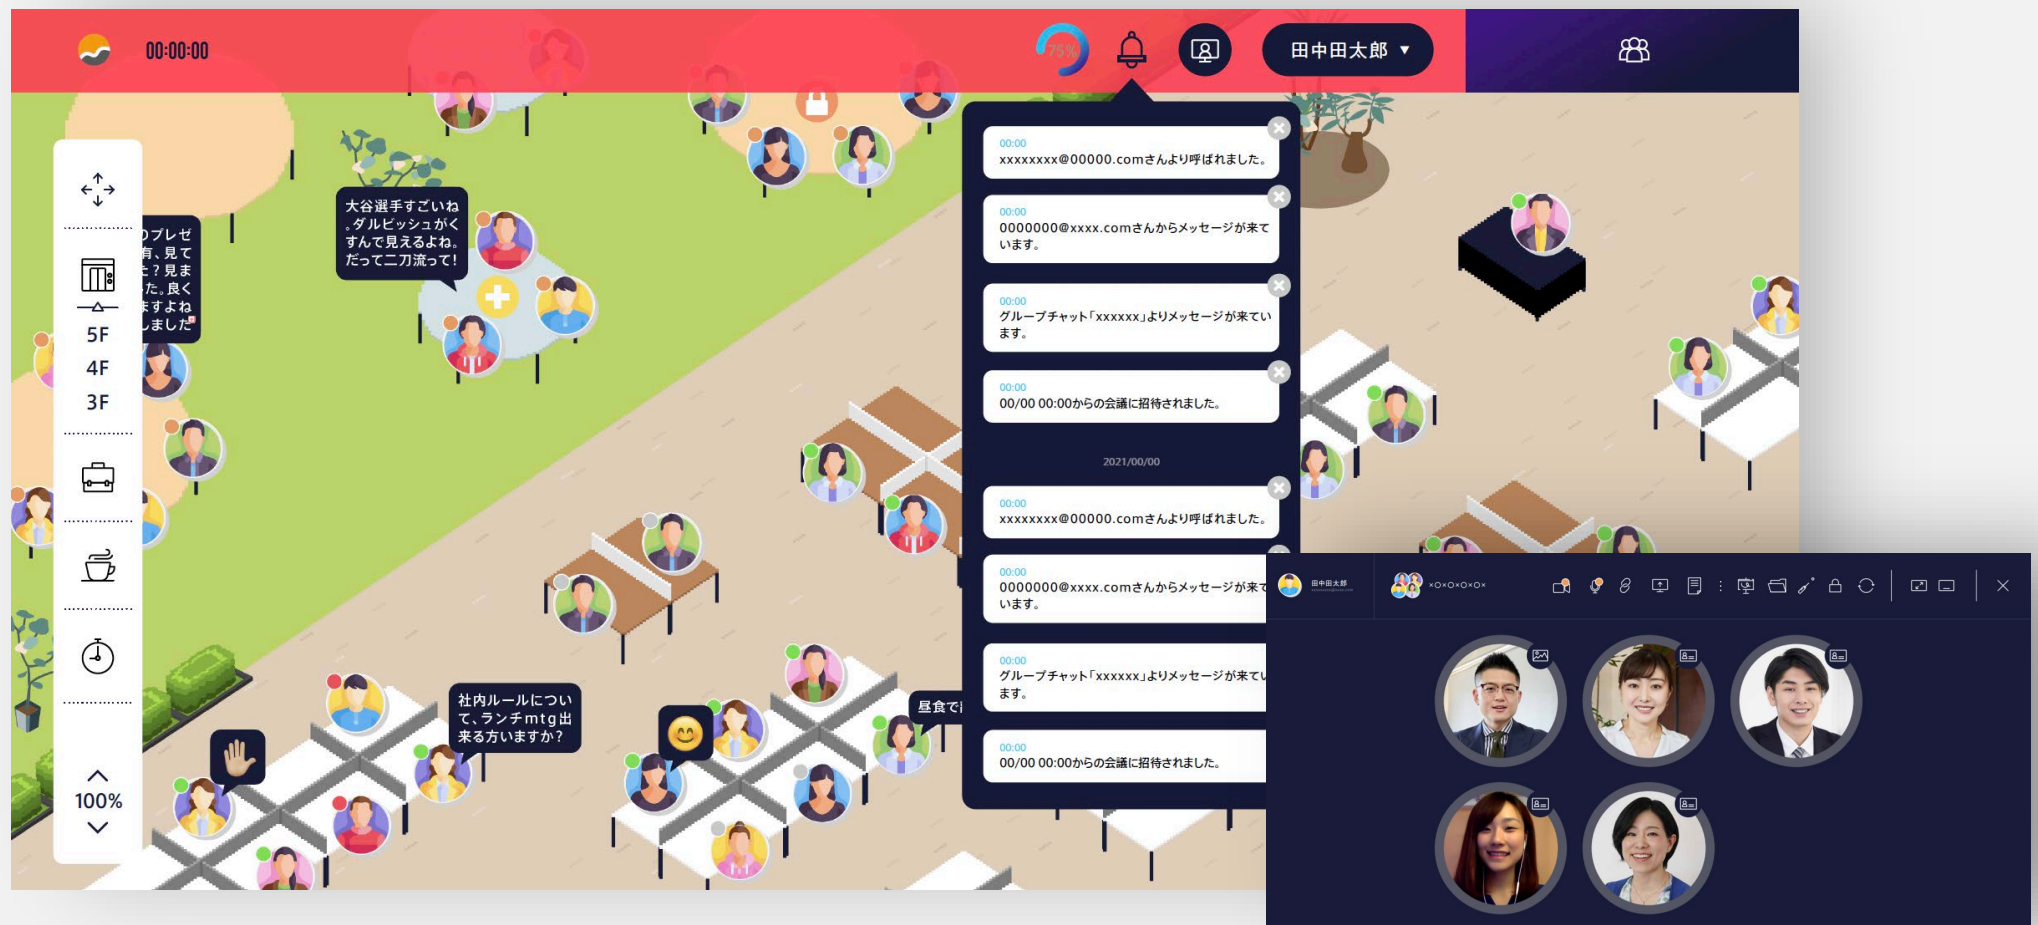 00:00:00
75%
田中田太郎 ▼
00:00
xxxxxxxx@00000.comさんより呼ばれました。
00:00
0000000@xxxx.comさんからメッセージが来て
います。
00:00
グループチャット「xxxxxx」よりメッセージが来てい
ます。
00:00
00/00 00:00からの会議に招待されました。
2021/00/00
00:00
xxxxxxxx@00000.comさんより呼ばれました。
00:00
0000000@xxxx.comさんからメッセージが来て
います。
00:00
グループチャット「xxxxxx」よりメッセージが来てい
ます。
00:00
00/00 00:00からの会議に招待されました。
大谷選手すごいね
。ダルビッシュがく
すんで見えるよね。
だって二刀流って!
のプレゼ
有、見て
た?見ま
した。良く
ますよね
しました
5F
4F
3F
100%
社内ルールについ
て、ランチmtg出
来る方いますか?
昼食で
田中田太郎
×O×O×O×O×